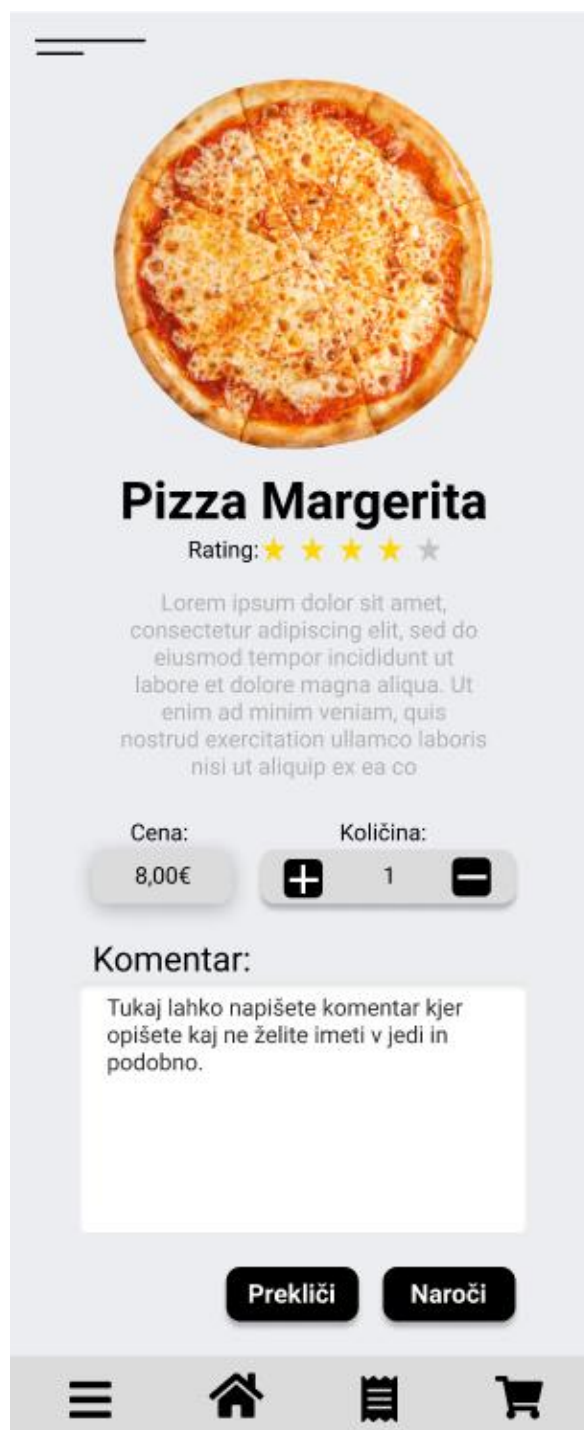 Pizza Margerita
Rating:
Lorem ipsum dolor sit amet,
consectetur adipiscing elit, sed do
eiusmod tempor incididunt ut
labore et dolore magna aliqua. Ut
enim ad minim veniam, quis
nostrud exercitation ullamco laboris
nisi ut aliquip ex ea co
Cena:
Količina:
8,00€
1
Komentar:
Tukaj lahko napišete komentar kjer
opišete kaj ne želite imeti v jedi in
podobno.
Prekliči
Naroči